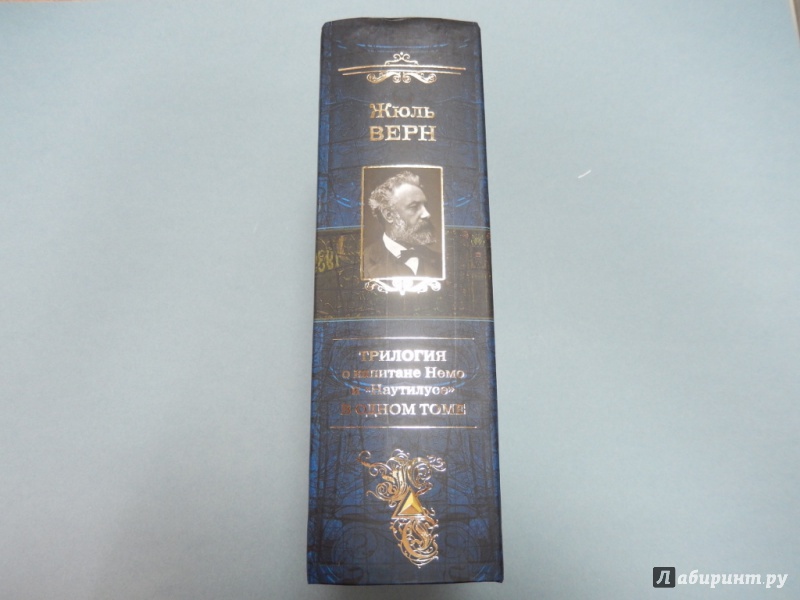 Жюль
ВЕРН
ТРИЛОГИЯ
о капитане Немо
и «Наутилусе»
В ОДНОМ ТОМЕ
Лабиринт.ру